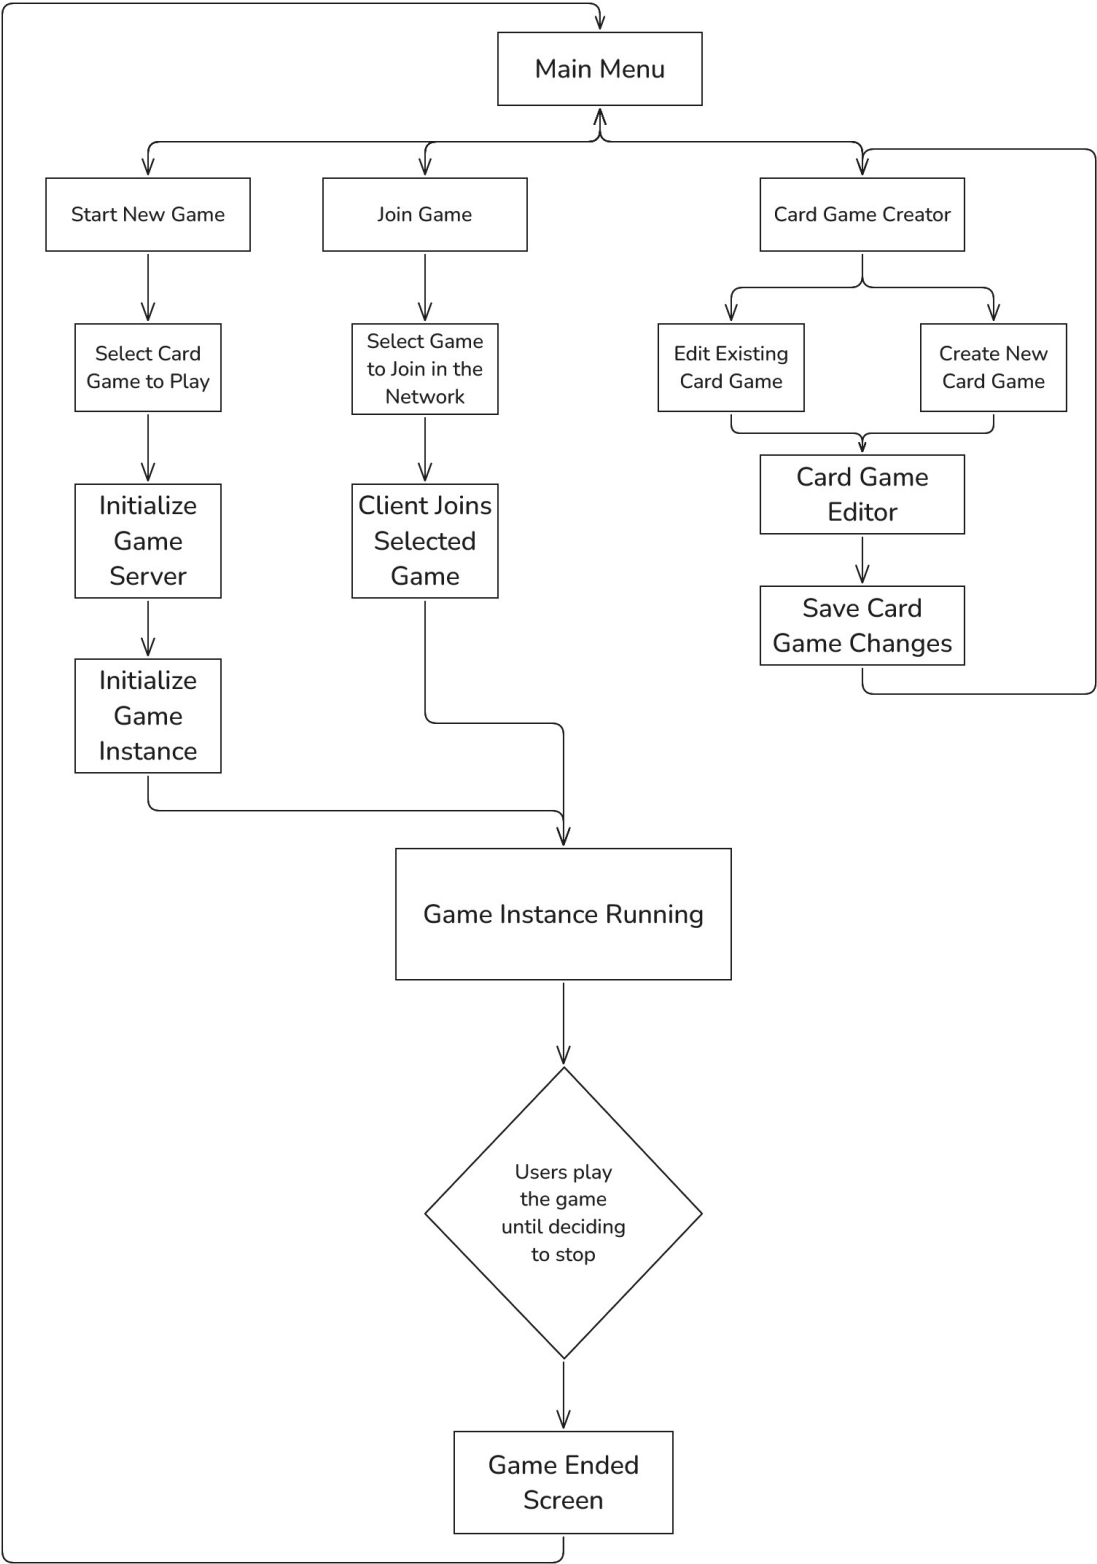 Main Menu
Start New Game
Join Game
Card Game Creator
Select Card
Game to Play
Select Game
to Join in the
Network
Edit Existing
Card Game
Create New
Card Game
Initialize
Game
Server
Client Joins
Selected
Game
Card Game
Editor
Save Card
Game Changes
Initialize
Game
Instance
Game Instance Running
Users play
the game
until deciding
to stop
Game Ended
Screen